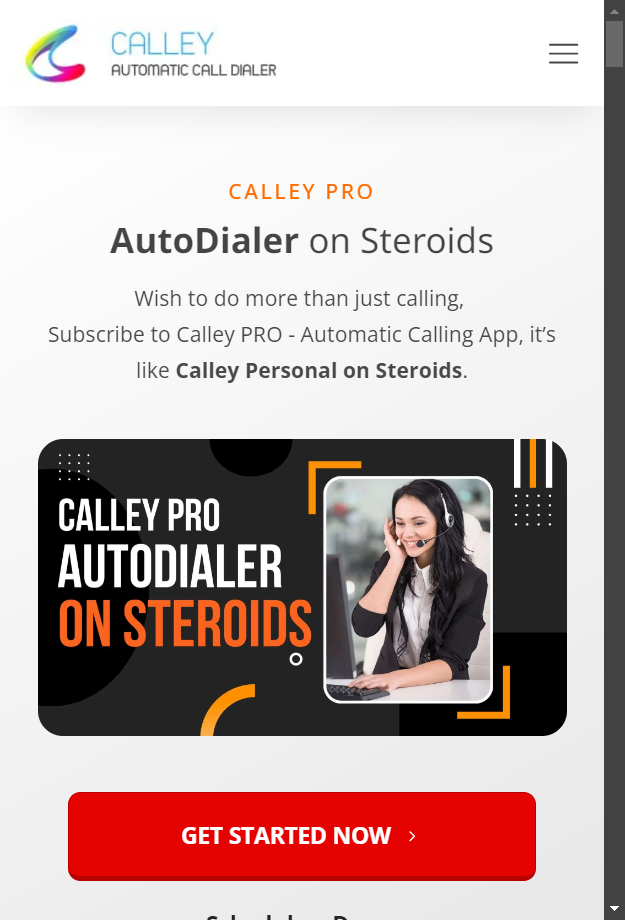 CALLEY
AUTOMATIC CALL DIALER
CALLEY PRO
AutoDialer on Steroids
Wish to do more than just calling,
Subscribe to Calley PRO - Automatic Calling App, it’s
like Calley Personal on Steroids.
CALLEY PRO
AUTODIALER
ON STEROIDS
GET STARTED NOW